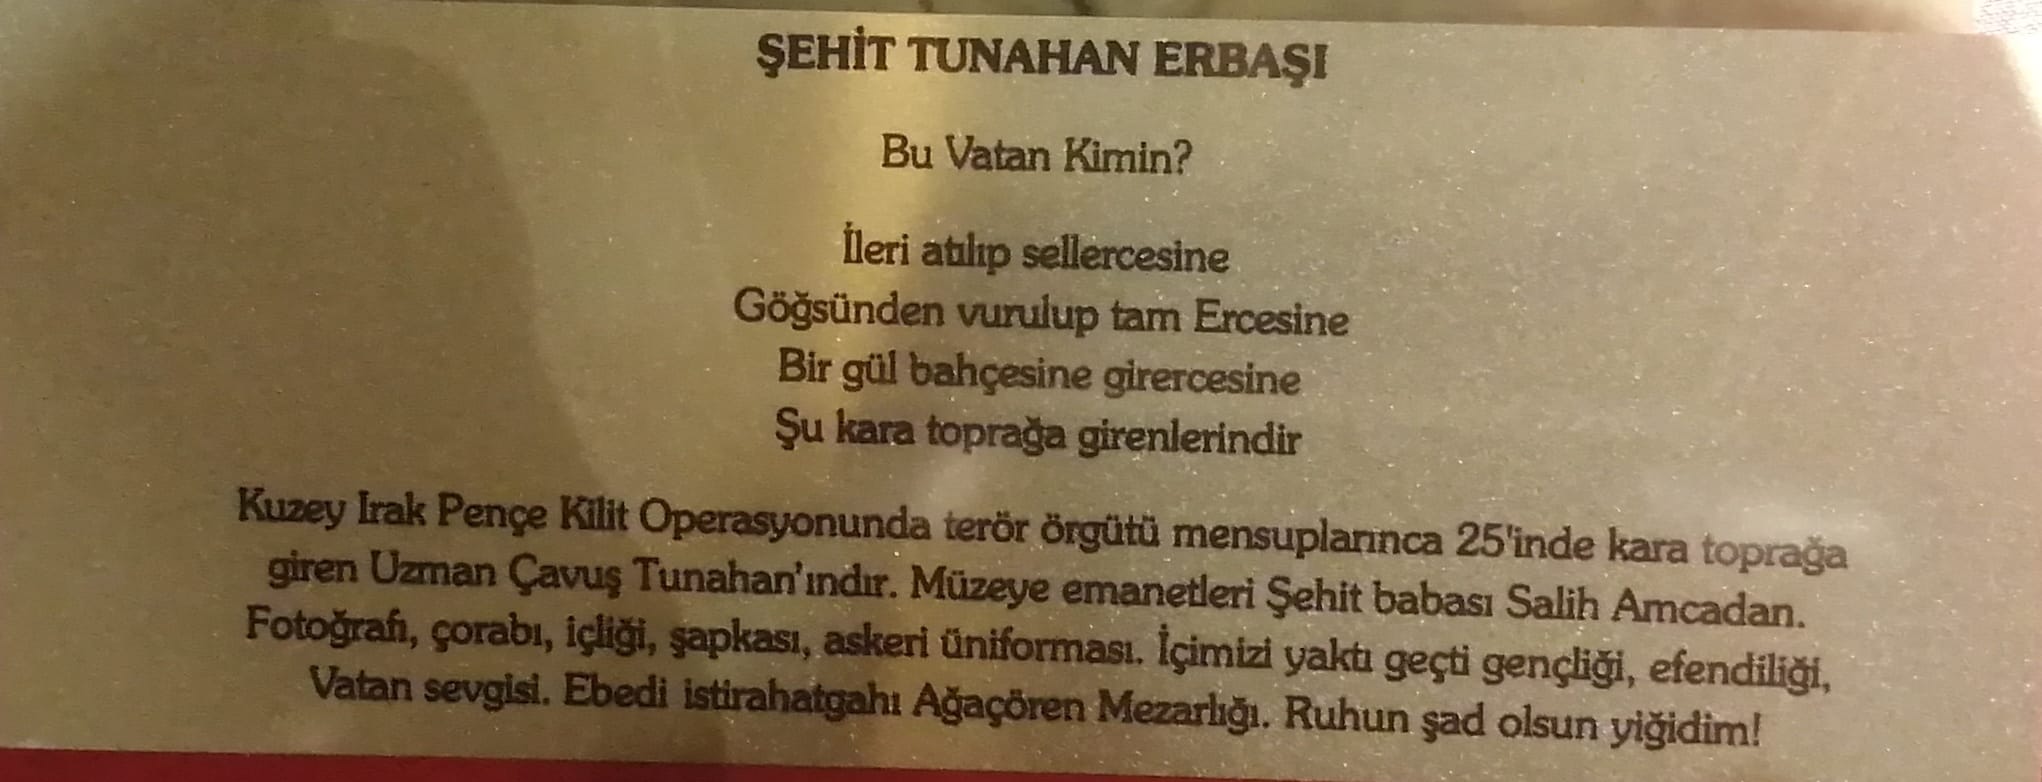 ŞEHİT TUNAHAN ERBAŞI
Bu Vatan Kimin?
İleri atılıp sellercesine
Göğsünden vurulup tam Ercesine
Bir gül bahçesine girercesine
Şu kara toprağa girenlerindir
Kuzey Irak Pençe Kilit Operasyonunda terör örgütü mensuplarınca 25'inde kara toprağa
giren Uzman Çavuş Tunahan'ındır. Müzeye emanetleri Şehit babası Salih Amcadan.
Fotoğrafı, çorabı, içliği, şapkası, askeri üniforması. İçimizi yaktı geçti gençliği, efendiliği,
Vatan sevgisi. Ebedi istirahatgahı Ağaçören Mezarlığı. Ruhun şad olsun yiğidim!